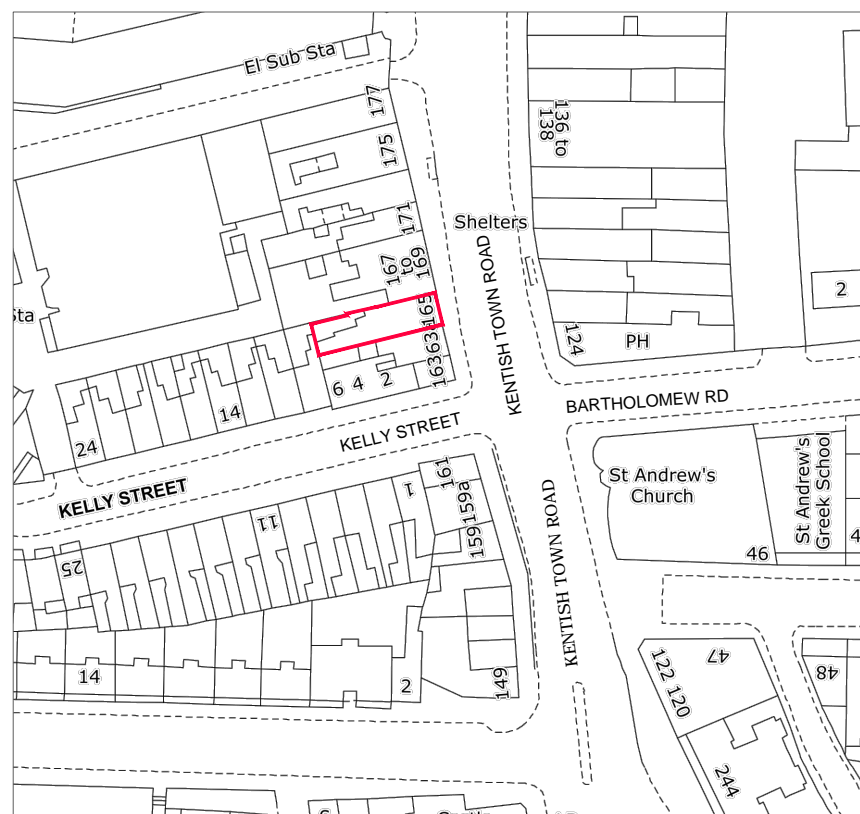 El Sub Sta
177
136 to
138
175
171
Shelters
167
to
169
KENTISH TOWN ROAD
2
165
Sta
163
163
124
PH
6
4
2
BARTHOLOMEW RD
14
24
KELLY STREET
KELLY STREET
161
1
159a
159
11
25
St Andrew's
Church
St Andrew's
Greek School
46
4
KENTISH TOWN ROAD
14
2
149
122
120
47
48
244